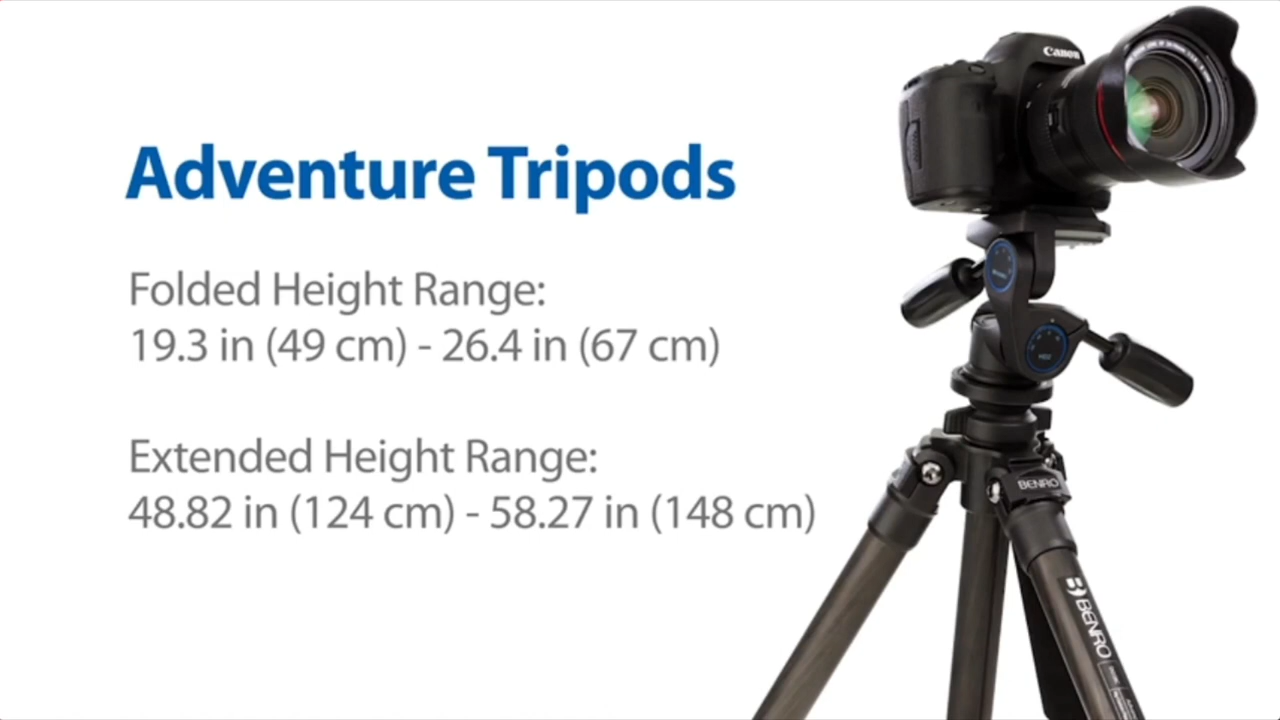 Adventure Tripods
Folded Height Range:
19.3 in (49 cm) - 26.4 in (67 cm)
Extended Height Range:
48.82 in (124 cm) - 58.27 in (148 cm)
Canon
BENRO
BENRO